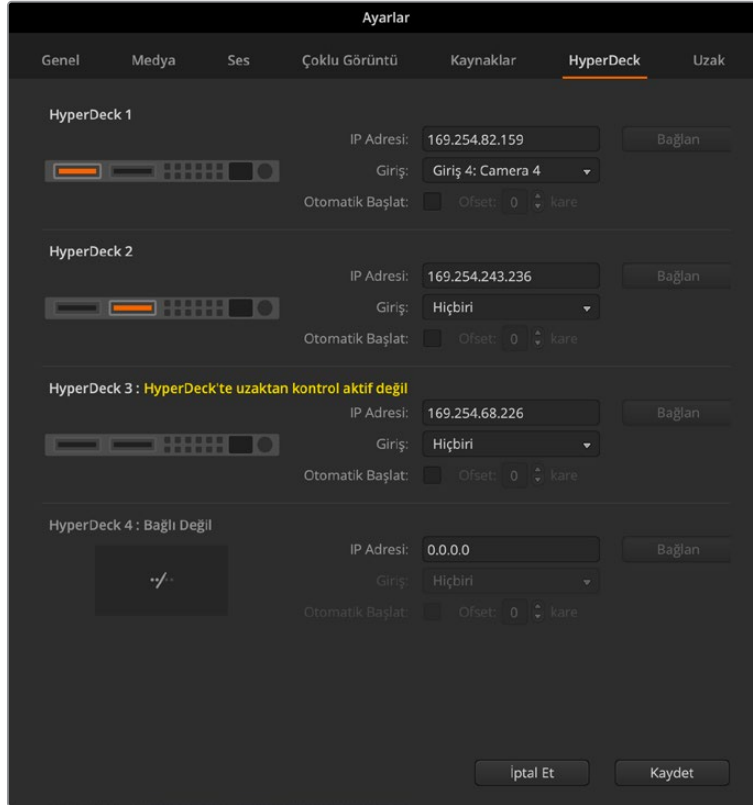 Ayarlar
Genel Medya Ses Çoklu Görüntü Kaynaklar HyperDeck Uzak
HyperDeck 1
IP Adresi: 169.254.82.159 Bağlan
Giriş: Giriş 4: Camera 4
Otomatik Başlat: Ofset: 0 kare
HyperDeck 2
IP Adresi: 169.254.243.236 Bağlan
Giriş: Hiçbiri
Otomatik Başlat: Ofset: 0 kare
HyperDeck 3 : HyperDeck'te uzaktan kontrol aktif değil
IP Adresi: 169.254.68.226 Bağlan
Giriş: Hiçbiri
Otomatik Başlat: Ofset: 0 kare
HyperDeck 4 : Bağlı Değil
IP Adresi: 0.0.0.0 Bağlan
Giriş: Hiçbiri
Otomatik Başlat: Ofset: 0 kare
İptal Et Kaydet